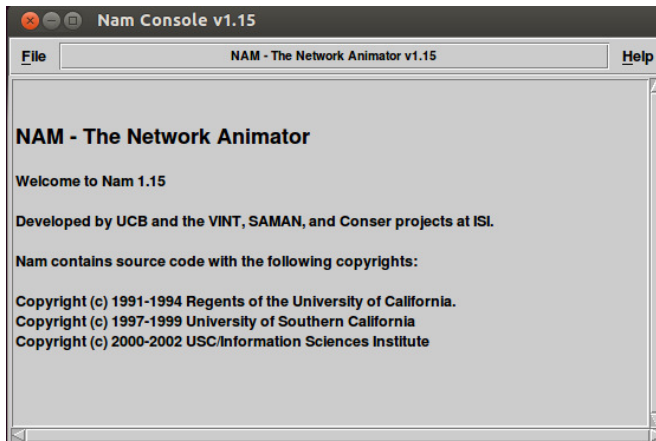 Nam Console v1.15
File NAM - The Network Animator v1.15 Help
NAM - The Network Animator
Welcome to Nam 1.15
Developed by UCB and the VINT, SAMAN, and Conser projects at ISI.
Nam contains source code with the following copyrights:
Copyright (c) 1991-1994 Regents of the University of California.
Copyright (c) 1997-1999 University of Southern California
Copyright (c) 2000-2002 USC/Information Sciences Institute